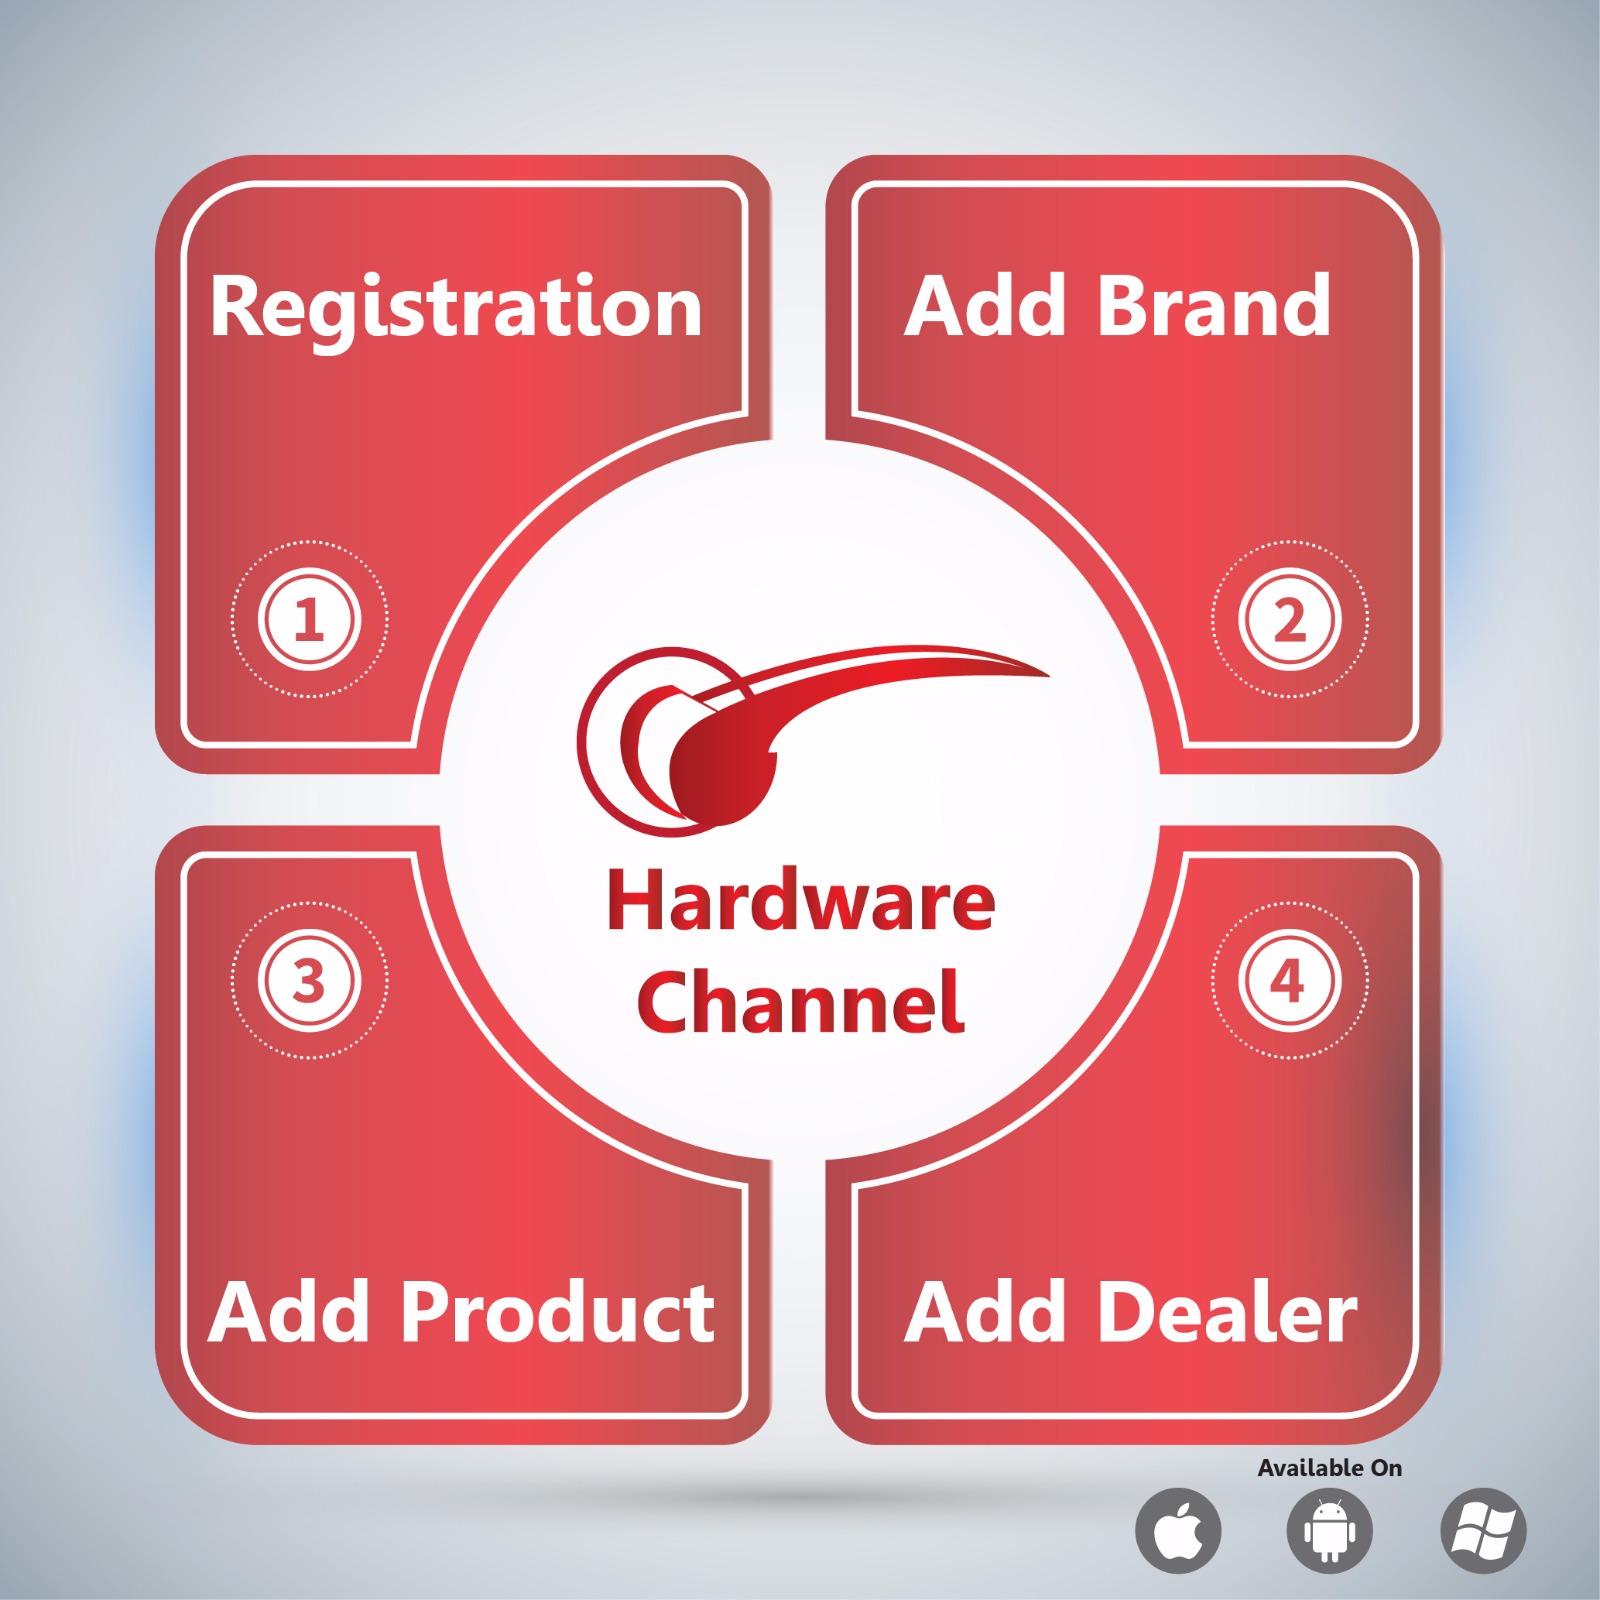 Registration
1
Add Brand
2
Hardware
Channel
3
Add Product
4
Add Dealer
Available On